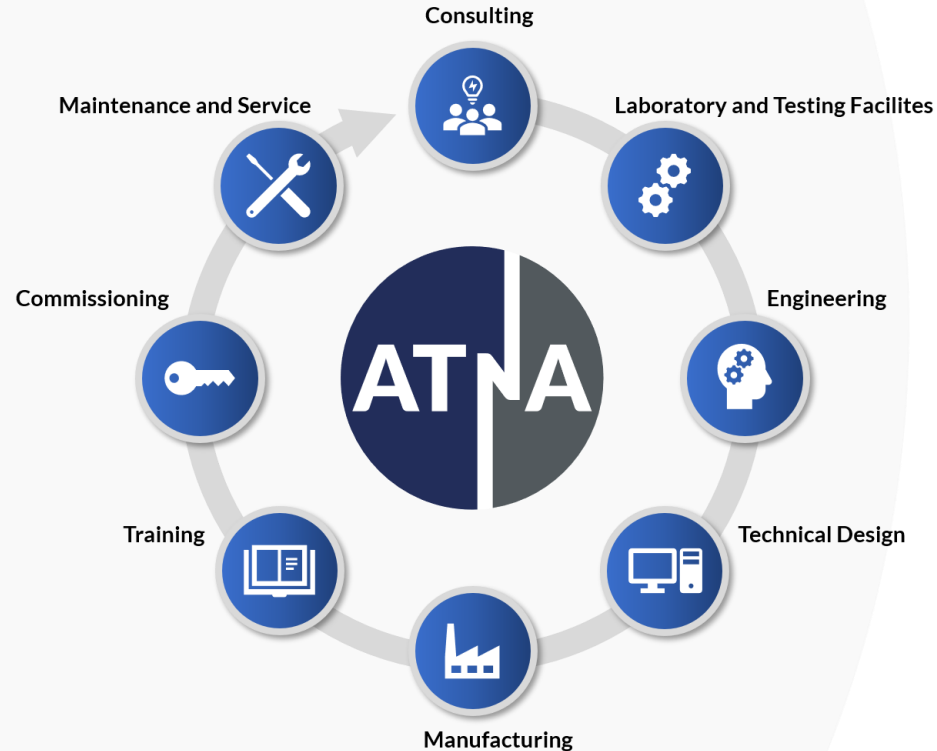 Consulting
Maintenance and Service
Laboratory and Testing Facilites
Commissioning
Engineering
ATNA
Training
Technical Design
Manufacturing